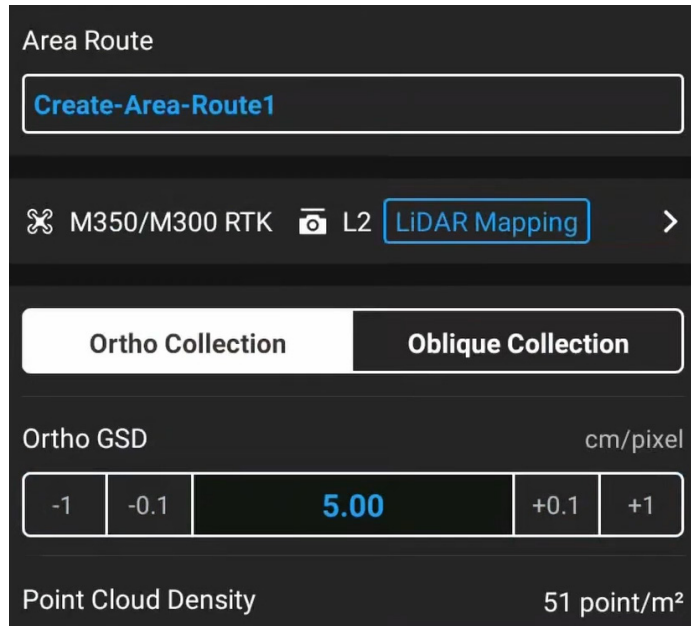 Area Route
Create-Area-Route1
M350/M300 RTK L2 LiDAR Mapping
Ortho Collection Oblique Collection
Ortho GSD cm/pixel
-1 -0.1 5.00 +0.1 +1
Point Cloud Density 51 point/m²